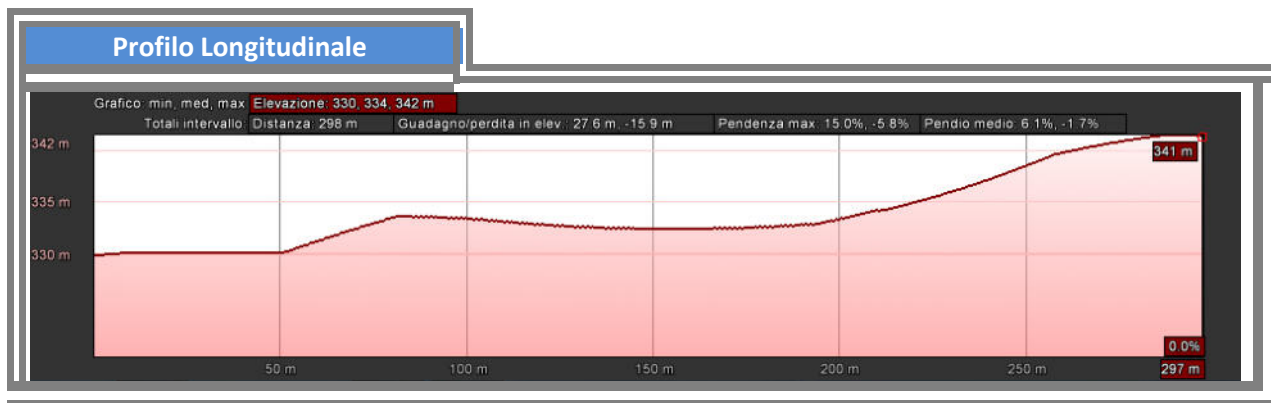 Profilo Longitudinale
Grafico: min, med, max Elevazione: 330, 334, 342 m
Totali intervallo: Distanza: 298 m Guadagno/perdita in elev.: 27.6 m, -15.9 m Pendenza max: 15.0%, -5.8% Pendio medio: 6.1%, -1.7%
342 m
341 m
335 m
330 m
0.0%
50 m 100 m 150 m 200 m 250 m 297 m